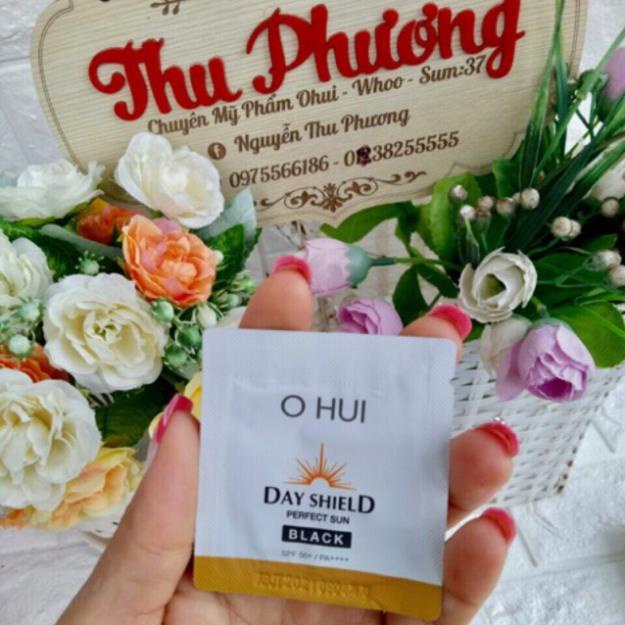 Thu Phương
Chuyên Mỹ Phẩm Ohui - Whoo - Sum:37
Nguyễn Thu Phương
0975566186 - 0938255555
O HUI
DAY SHIELD
PERFECT SUN
BLACK
SPF 50+ / PA++++